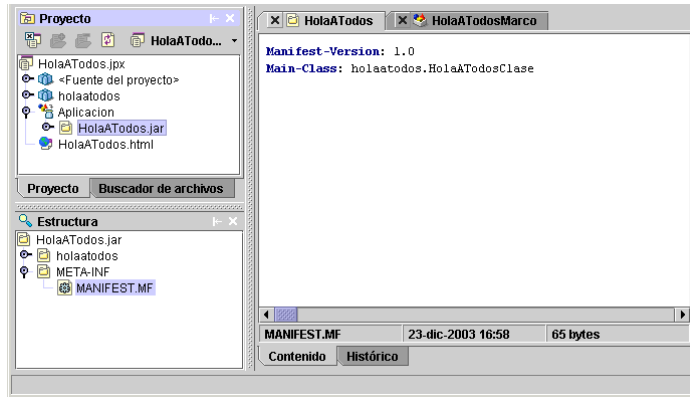 Proyecto
HolaATodo...
HolaATodos.jpx
<Fuente del proyecto>
holaatodos
Aplicacion
HolaATodos.jar
HolaATodos.html
Proyecto
Buscador de archivos
Estructura
HolaATodos.jar
holaatodos
META-INF
MANIFEST.MF
HolaATodos
HolaATodosMarco
Manifest-Version: 1.0
Main-Class: holaatodos.HolaATodosClase
MANIFEST.MF
23-dic-2003 16:58
65 bytes
Contenido
Histórico